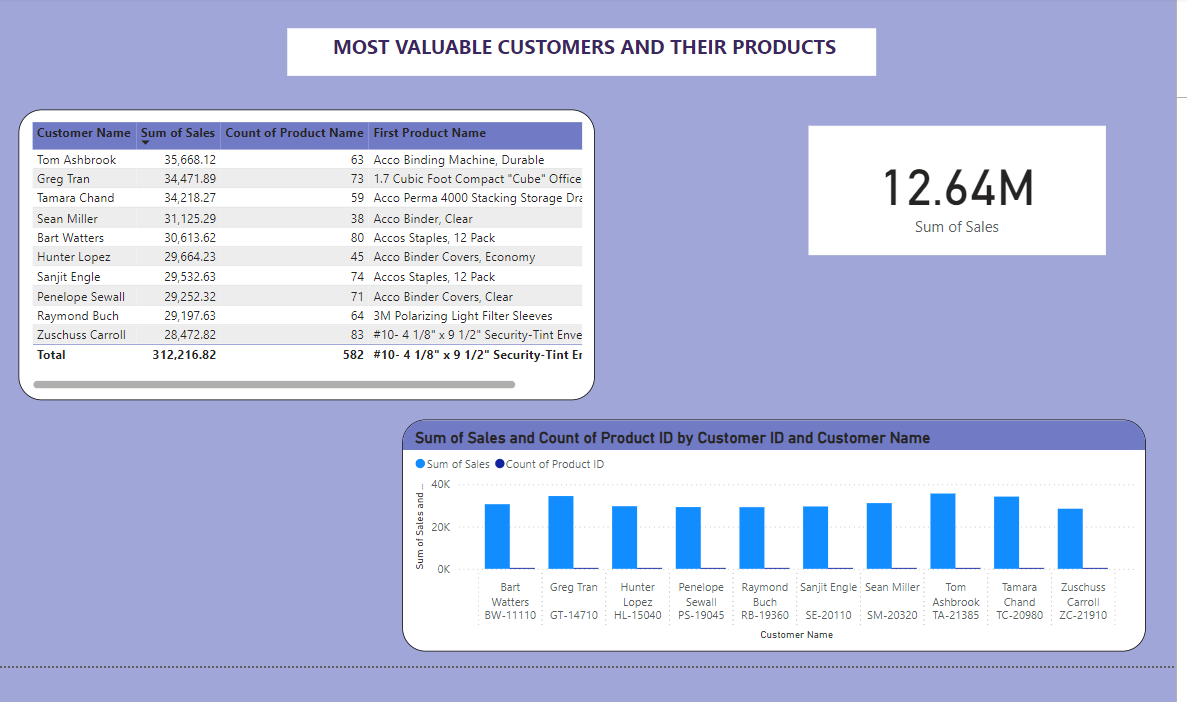 MOST VALUABLE CUSTOMERS AND THEIR PRODUCTS
Customer Name Sum of Sales Count of Product Name First Product Name
Tom Ashbrook 35,668.12 63 Acco Binding Machine, Durable
Greg Tran 34,471.89 73 1.7 Cubic Foot Compact "Cube" Office
Tamara Chand 34,218.27 59 Acco Perma 4000 Stacking Storage Dra
Sean Miller 31,125.29 38 Acco Binder, Clear
Bart Watters 30,613.62 80 Accos Staples, 12 Pack
Hunter Lopez 29,664.23 45 Acco Binder Covers, Economy
Sanjit Engle 29,532.63 74 Accos Staples, 12 Pack
Penelope Sewall 29,252.32 71 Acco Binder Covers, Clear
Raymond Buch 29,197.63 64 3M Polarizing Light Filter Sleeves
Zuschuss Carroll 28,472.82 83 #10- 4 1/8" x 9 1/2" Security-Tint Enve
Total 312,216.82 582 #10- 4 1/8" x 9 1/2" Security-Tint Er
12.64M
Sum of Sales
Sum of Sales and Count of Product ID by Customer ID and Customer Name
Sum of Sales Count of Product ID
Sum of Sales and ...
40K
20K
0K
Bart Greg Tran Hunter Penelope Raymond Sanjit Engle Sean Miller Tom Tamara Zuschuss
Watters Lopez Sewall Buch Ashbrook Chand Carroll
BW-11110 GT-14710 HL-15040 PS-19045 RB-19360 SE-20110 SM-20320 TA-21385 TC-20980 ZC-21910
Customer Name